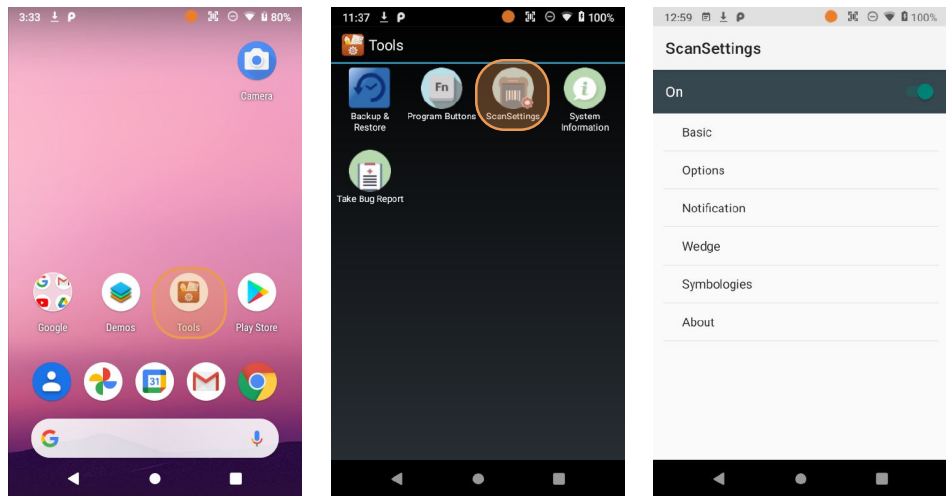 3:33
80%
Camera
Google
Demos
Tools
Play Store
31
G
11:37
100%
Tools
Fn
Backup &
Restore
Program Buttons
ScanSettings
System
Information
Take Bug Report
12:59
100%
ScanSettings
On
Basic
Options
Notification
Wedge
Symbologies
About